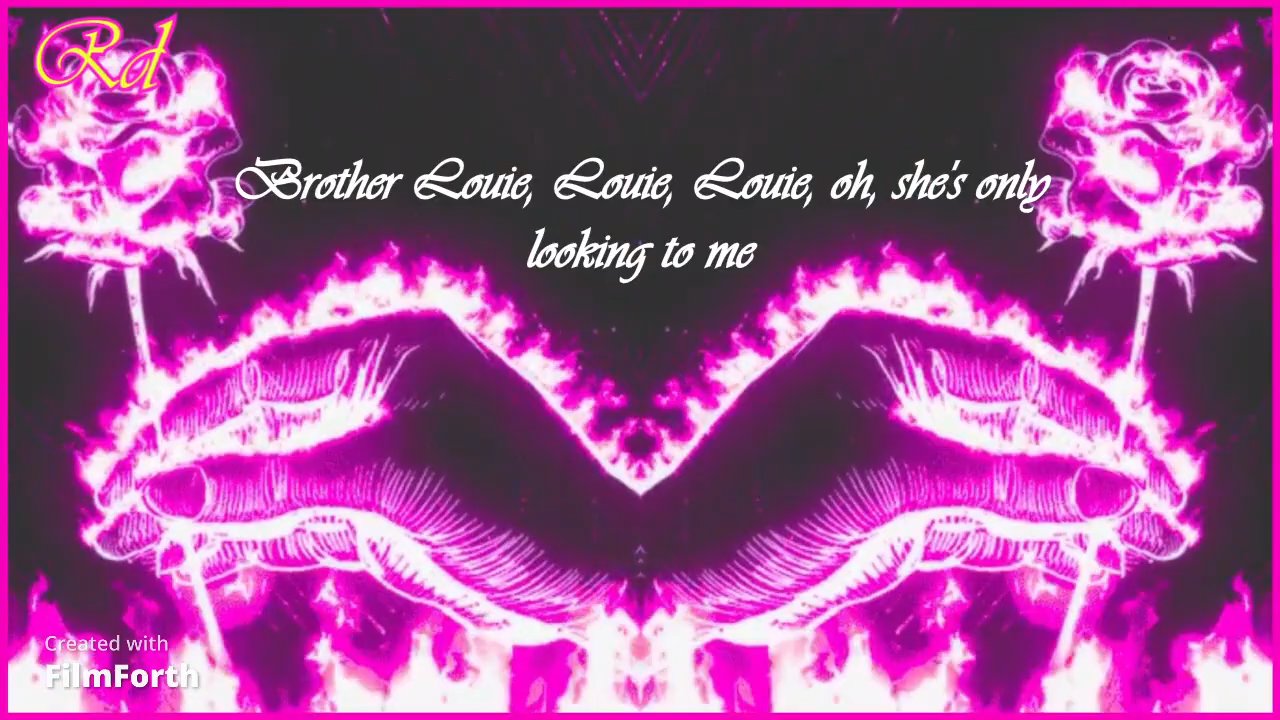 Rd
Brother Louie, Louie, Louie, oh, she's only
looking to me
Created with
FilmForth